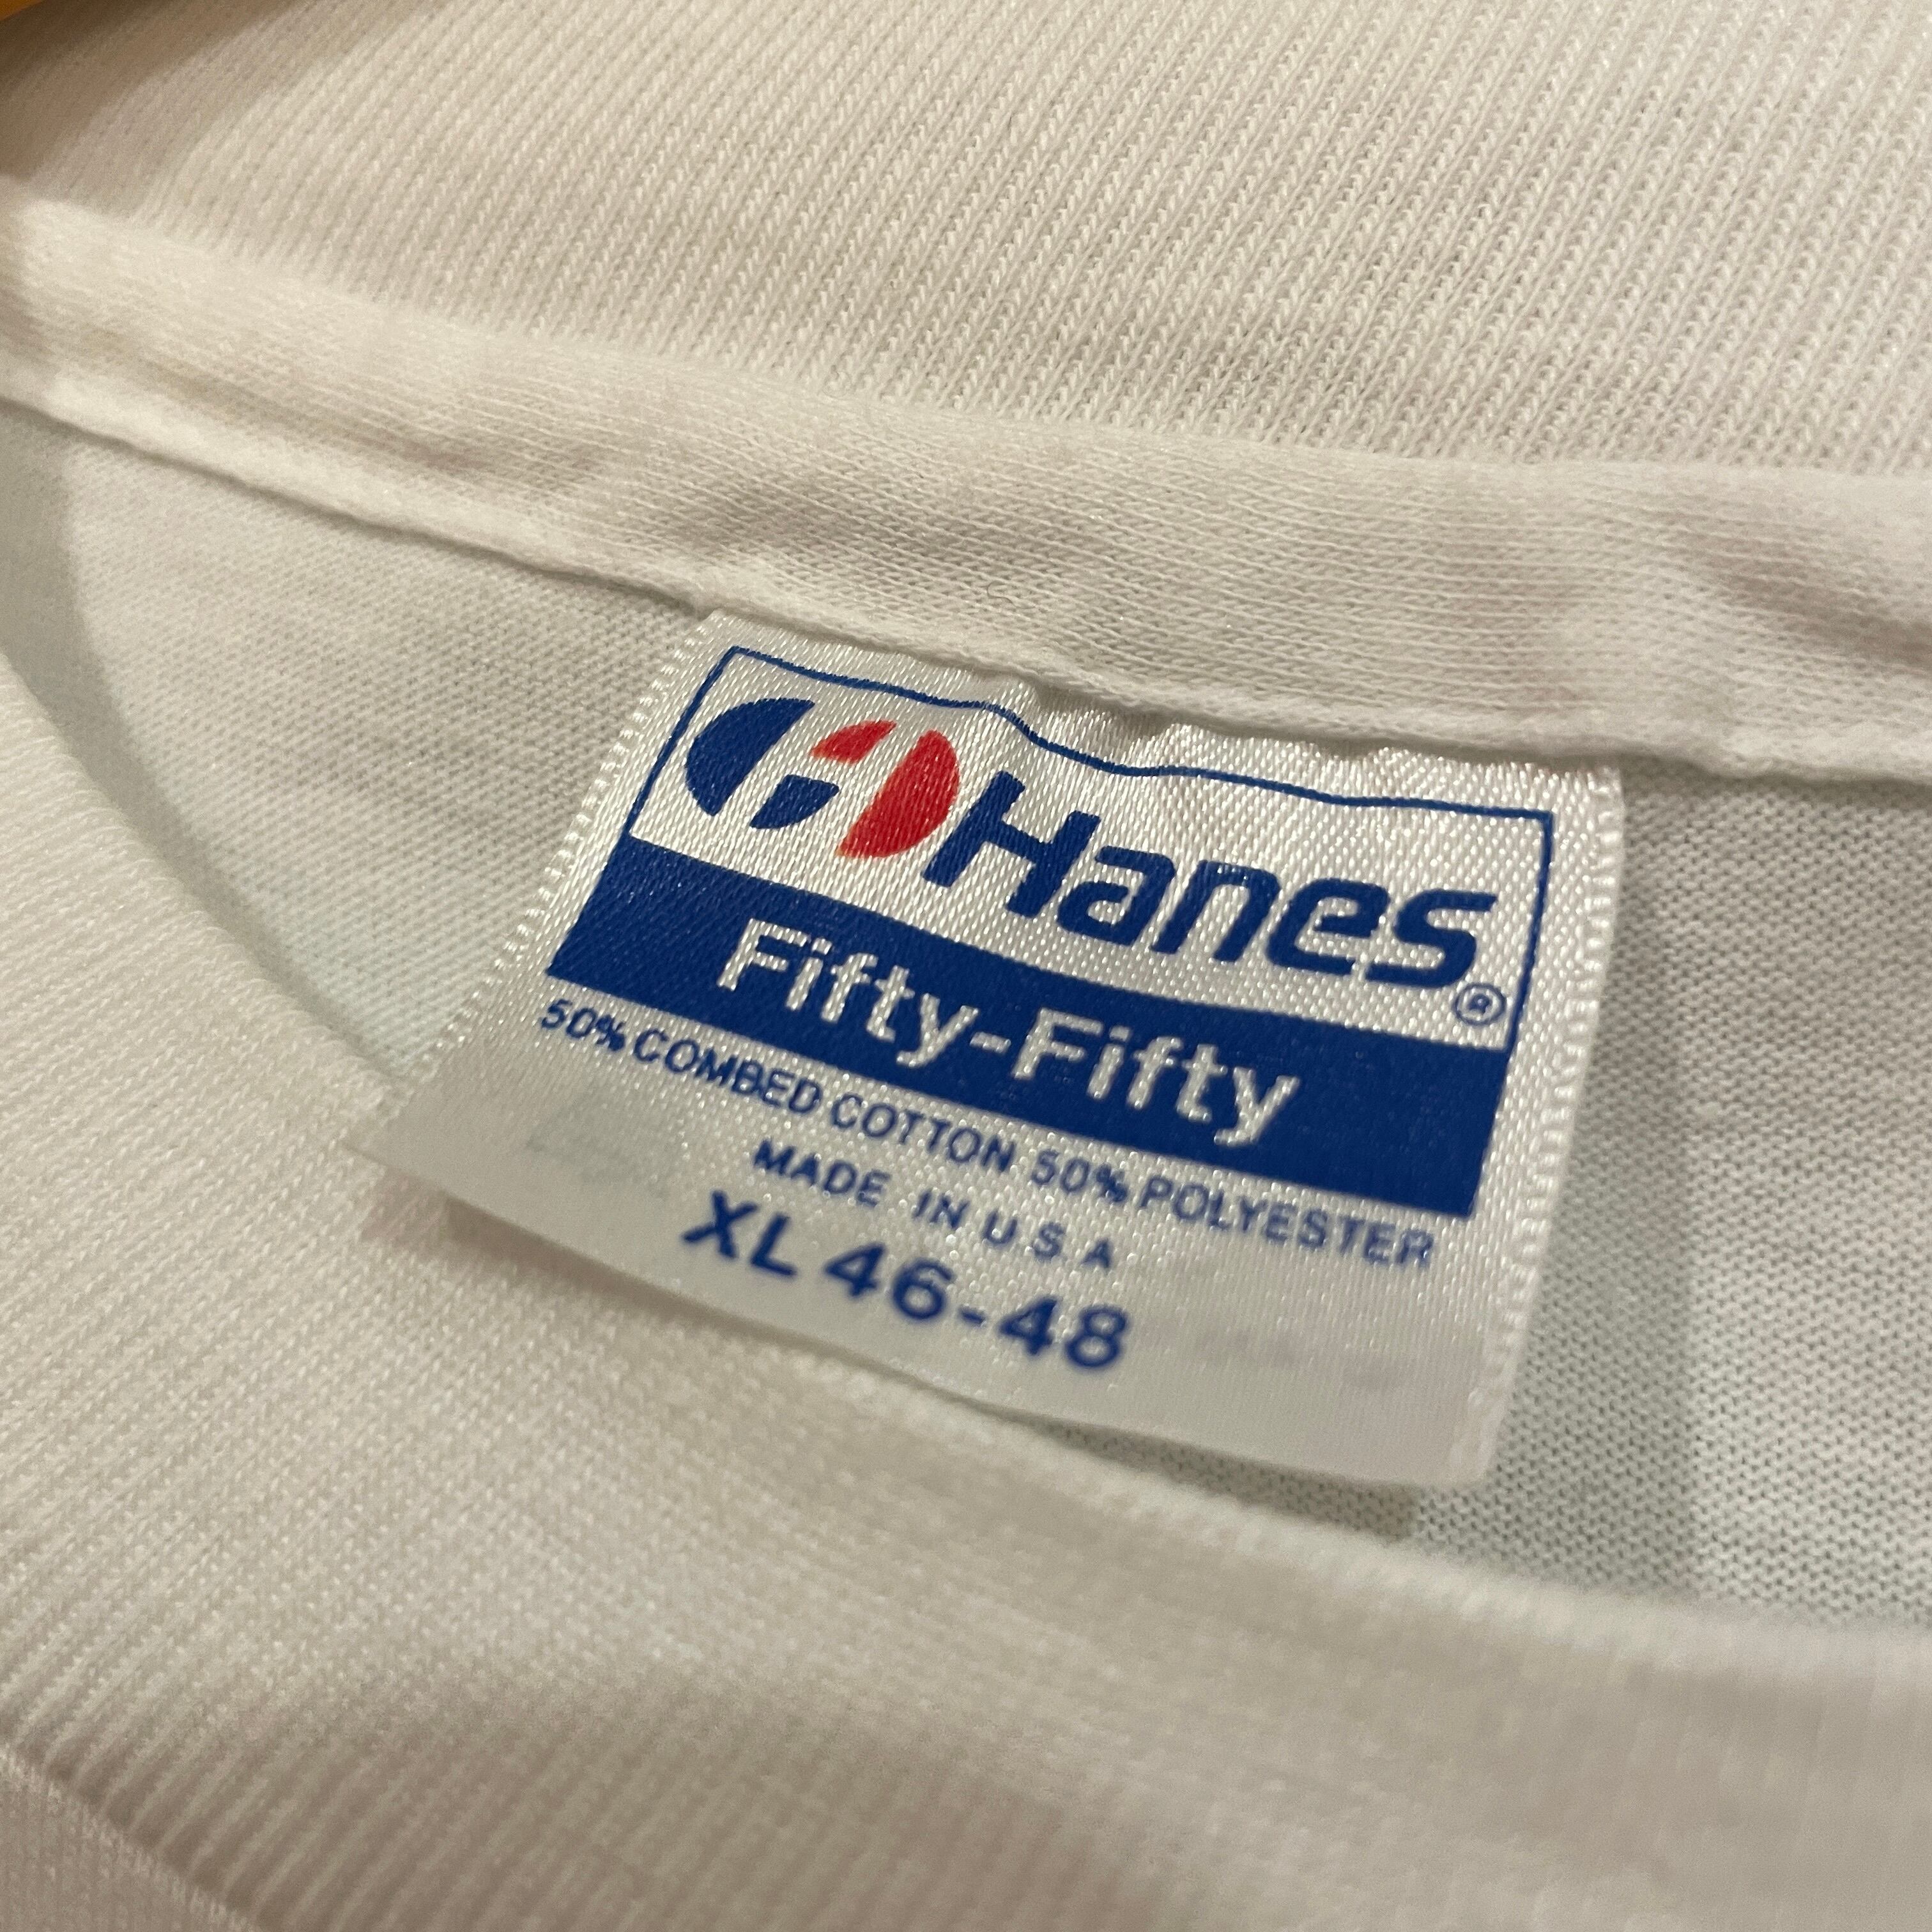 Hanes®
Fifty-Fifty
50% COMBED COTTON 50% POLYESTER
MADE IN U S A
XL 46-48